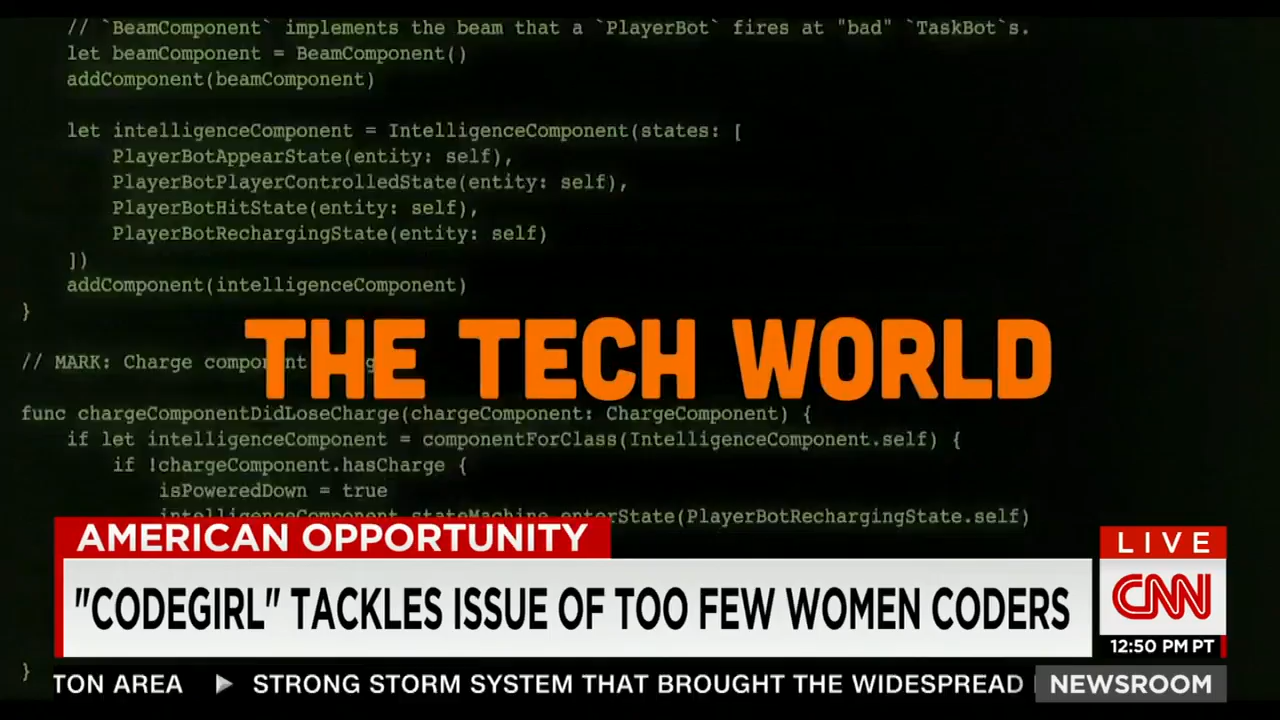 // `BeamComponent` implements the beam that a `PlayerBot` fires at "bad" `TaskBot`s.
let beamComponent = BeamComponent()
addComponent(beamComponent)
let intelligenceComponent = IntelligenceComponent(states: [
PlayerBotAppearState(entity: self),
PlayerBotPlayerControlledState(entity: self),
PlayerBotHitState(entity: self),
PlayerBotRechargingState(entity: self)
])
addComponent(intelligenceComponent)
}
THE TECH WORLD
// MARK: Charge
func chargeComponentDidLoseCharge(chargeComponent: ChargeComponent) {
if let intelligenceComponent = componentForClass(IntelligenceComponent.self) {
if !chargeComponent.hasCharge {
isPoweredDown = true
intelligenceComponent.stateMachine.enterState(PlayerBotRechargingState.self)
AMERICAN OPPORTUNITY
"CODEGIRL" TACKLES ISSUE OF TOO FEW WOMEN CODERS
LIVE
CNN
12:50 PM PT
}
TON AREA ▶ STRONG STORM SYSTEM THAT BROUGHT THE WIDESPREAD
NEWSROOM